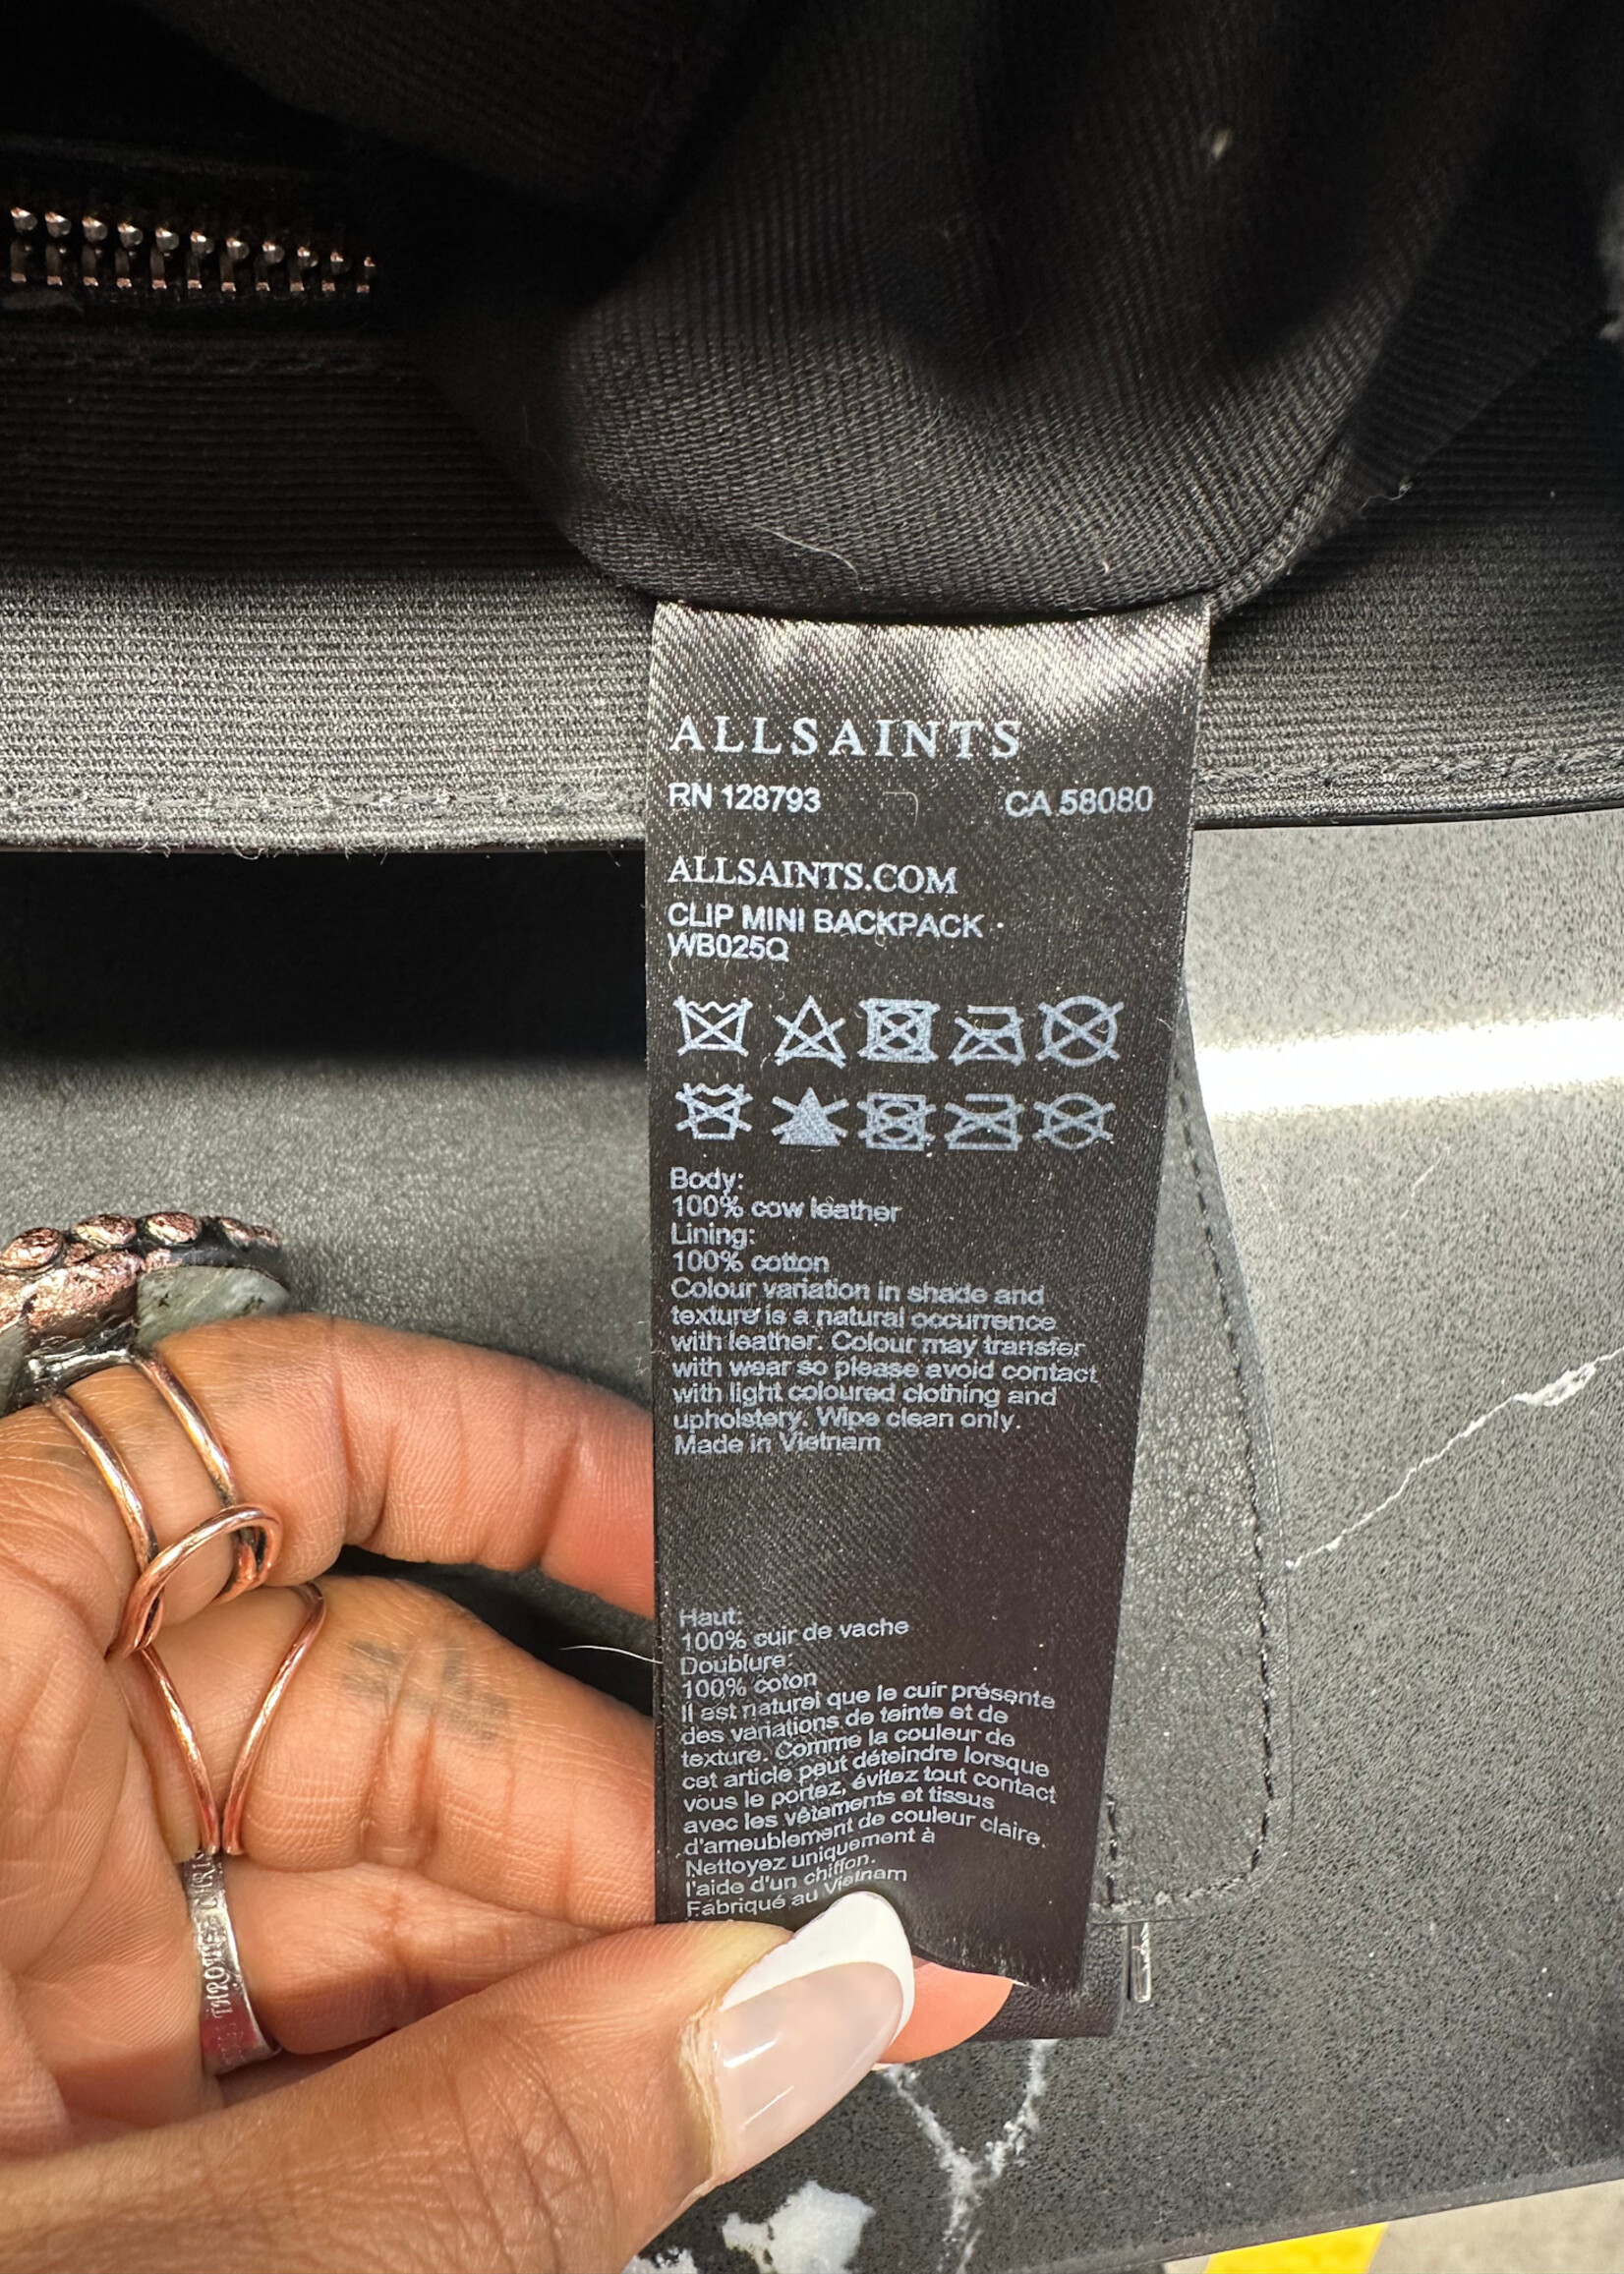 ALLSAINTS
RN 128793 CA 58080
ALLSAINTS.COM
CLIP MINI BACKPACK
WB025Q
Body:
100% cow leather
Lining:
100% cotton
Colour variation in shade and
texture is a natural occurrence
with leather. Colour may transfer
with wear so please avoid contact
with light coloured clothing and
upholstery. Wipe clean only.
Made in Vietnam
Haut:
100% cuir de vache
Doublure:
100% coton
Il est naturel que le cuir présente
des variations de teinte et de
texture. Comme la couleur de
cet article peut déteindre lorsque
vous le portez, évitez tout contact
avec les vêtements et tissus
d'ameublement de couleur claire.
Nettoyez uniquement à
l'aide d'un chiffon.
Fabriqué au Vietnam